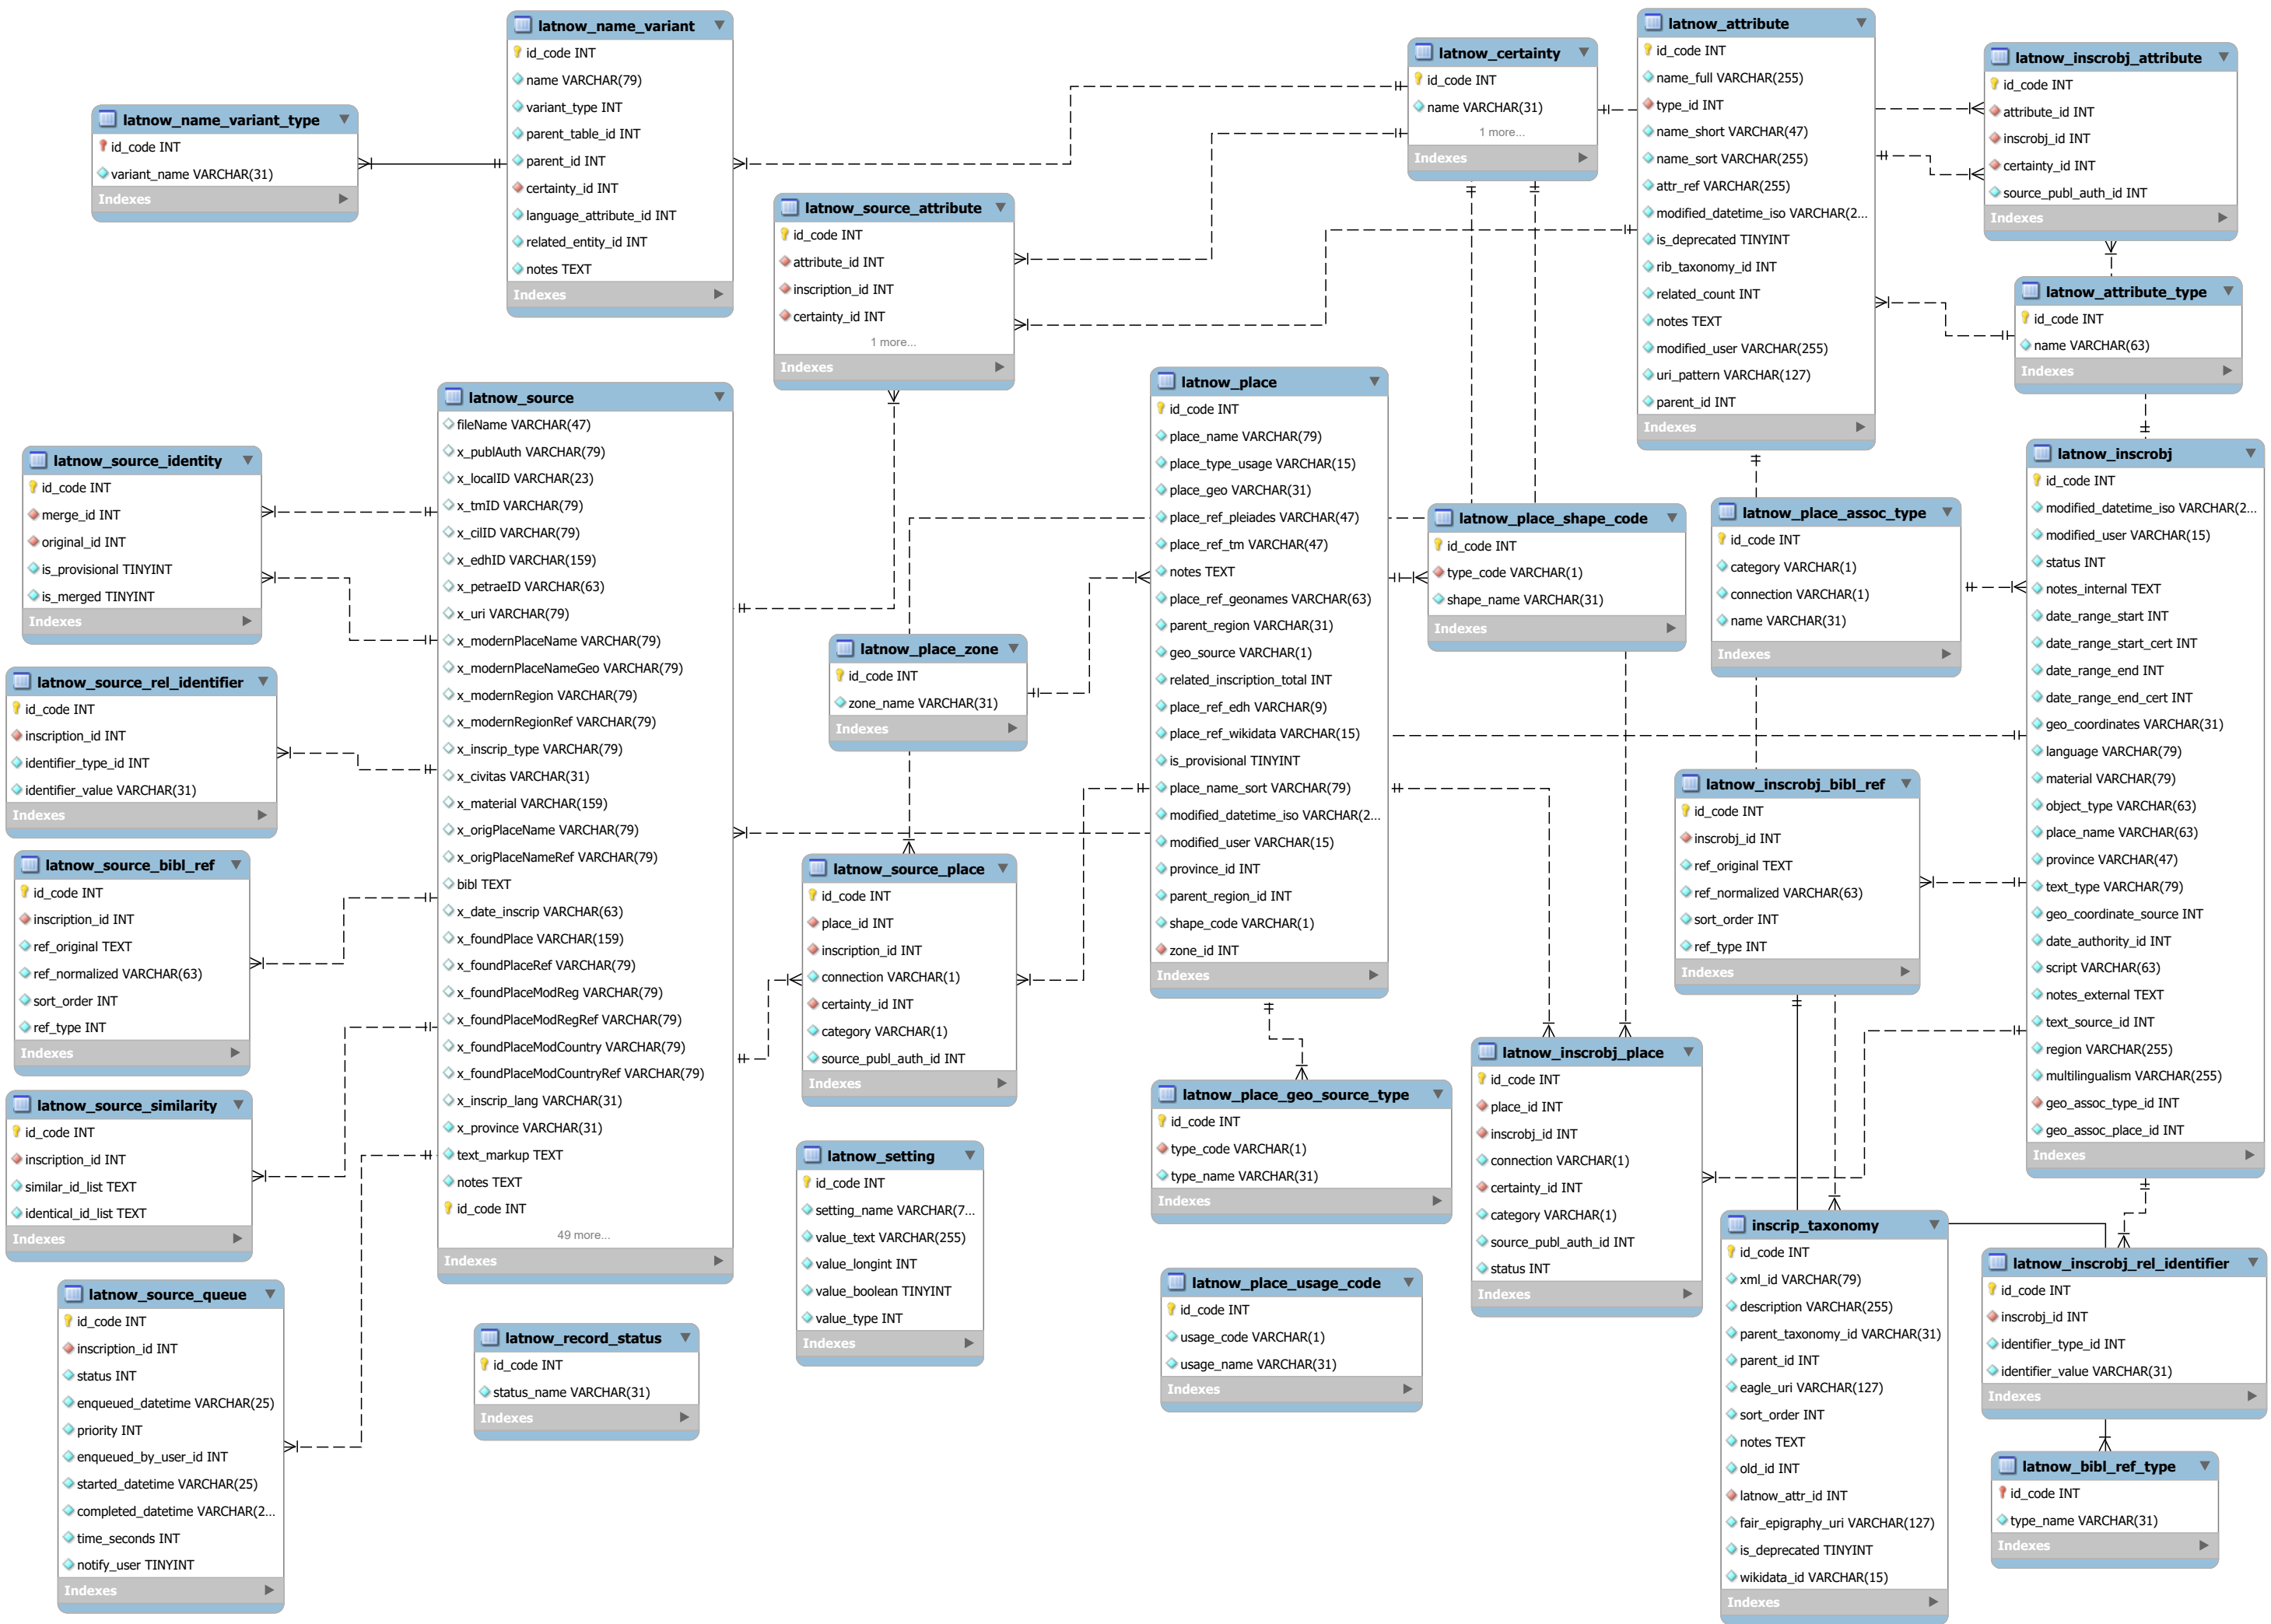 latnow_name_variant
id_code INT
name VARCHAR(79)
variant_type INT
parent_table_id INT
parent_id INT
certainty_id INT
language_attribute_id INT
related_entity_id INT
notes TEXT
Indexes
latnow_name_variant_type
id_code INT
variant_name VARCHAR(31)
Indexes
latnow_certainty
id_code INT
name VARCHAR(31)
1 more...
Indexes
latnow_attribute
id_code INT
name_full VARCHAR(255)
type_id INT
name_short VARCHAR(47)
name_sort VARCHAR(255)
attr_ref VARCHAR(255)
modified_datetime_iso VARCHAR(2...
is_deprecated TINYINT
rib_taxonomy_id INT
related_count INT
notes TEXT
modified_user VARCHAR(255)
uri_pattern VARCHAR(127)
parent_id INT
Indexes
latnow_inscrobj_attribute
id_code INT
attribute_id INT
inscrobj_id INT
certainty_id INT
source_publ_auth_id INT
Indexes
latnow_source_attribute
id_code INT
attribute_id INT
inscription_id INT
certainty_id INT
1 more...
Indexes
latnow_attribute_type
id_code INT
name VARCHAR(63)
Indexes
latnow_source
fileName VARCHAR(47)
x_publAuth VARCHAR(79)
x_localID VARCHAR(23)
x_tmID VARCHAR(79)
x_cilID VARCHAR(79)
x_edhID VARCHAR(159)
x_petraeID VARCHAR(63)
x_uri VARCHAR(79)
x_modernPlaceName VARCHAR(79)
x_modernPlaceNameGeo VARCHAR(79)
x_modernRegion VARCHAR(79)
x_modernRegionRef VARCHAR(79)
x_inscrip_type VARCHAR(79)
x_civitas VARCHAR(31)
x_material VARCHAR(159)
x_origPlaceName VARCHAR(79)
x_origPlaceNameRef VARCHAR(79)
bibl TEXT
x_date_inscrip VARCHAR(63)
x_foundPlace VARCHAR(159)
x_foundPlaceRef VARCHAR(79)
x_foundPlaceModReg VARCHAR(79)
x_foundPlaceModRegRef VARCHAR(79)
x_foundPlaceModCountry VARCHAR(79)
x_foundPlaceModCountryRef VARCHAR(79)
x_inscrip_lang VARCHAR(31)
x_province VARCHAR(31)
text_markup TEXT
notes TEXT
id_code INT
49 more...
Indexes
latnow_place
id_code INT
place_name VARCHAR(79)
place_type_usage VARCHAR(15)
place_geo VARCHAR(31)
place_ref_pleiades VARCHAR(47)
place_ref_tm VARCHAR(47)
notes TEXT
place_ref_geonames VARCHAR(63)
parent_region VARCHAR(31)
geo_source VARCHAR(1)
related_inscription_total INT
place_ref_edh VARCHAR(9)
place_ref_wikidata VARCHAR(15)
is_provisional TINYINT
place_name_sort VARCHAR(79)
modified_datetime_iso VARCHAR(2...
modified_user VARCHAR(15)
province_id INT
parent_region_id INT
shape_code VARCHAR(1)
zone_id INT
Indexes
latnow_source_identity
id_code INT
merge_id INT
original_id INT
is_provisional TINYINT
is_merged TINYINT
Indexes
latnow_place_shape_code
id_code INT
type_code VARCHAR(1)
shape_name VARCHAR(31)
Indexes
latnow_place_assoc_type
id_code INT
category VARCHAR(1)
connection VARCHAR(1)
name VARCHAR(31)
Indexes
latnow_inscrobj
id_code INT
modified_datetime_iso VARCHAR(2...
modified_user VARCHAR(15)
status INT
notes_internal TEXT
date_range_start INT
date_range_start_cert INT
date_range_end INT
date_range_end_cert INT
geo_coordinates VARCHAR(31)
language VARCHAR(79)
material VARCHAR(79)
object_type VARCHAR(63)
place_name VARCHAR(63)
province VARCHAR(47)
text_type VARCHAR(79)
geo_coordinate_source INT
date_authority_id INT
script VARCHAR(63)
notes_external TEXT
text_source_id INT
region VARCHAR(255)
multilingualism VARCHAR(255)
geo_assoc_type_id INT
geo_assoc_place_id INT
Indexes
latnow_place_zone
id_code INT
zone_name VARCHAR(31)
Indexes
latnow_source_rel_identifier
id_code INT
inscription_id INT
identifier_type_id INT
identifier_value VARCHAR(31)
Indexes
latnow_inscrobj_bibl_ref
id_code INT
inscrobj_id INT
ref_original TEXT
ref_normalized VARCHAR(63)
sort_order INT
ref_type INT
Indexes
latnow_source_bibl_ref
id_code INT
inscription_id INT
ref_original TEXT
ref_normalized VARCHAR(63)
sort_order INT
ref_type INT
Indexes
latnow_source_place
id_code INT
place_id INT
inscription_id INT
connection VARCHAR(1)
certainty_id INT
category VARCHAR(1)
source_publ_auth_id INT
Indexes
latnow_inscrobj_place
id_code INT
place_id INT
inscrobj_id INT
connection VARCHAR(1)
certainty_id INT
category VARCHAR(1)
source_publ_auth_id INT
status INT
Indexes
latnow_place_geo_source_type
id_code INT
type_code VARCHAR(1)
type_name VARCHAR(31)
Indexes
latnow_source_similarity
id_code INT
inscription_id INT
similar_id_list TEXT
identical_id_list TEXT
Indexes
latnow_setting
id_code INT
setting_name VARCHAR(7...
value_text VARCHAR(255)
value_longint INT
value_boolean TINYINT
value_type INT
Indexes
inscrip_taxonomy
id_code INT
xml_id VARCHAR(79)
description VARCHAR(255)
parent_taxonomy_id VARCHAR(31)
parent_id INT
eagle_uri VARCHAR(127)
sort_order INT
notes TEXT
old_id INT
latnow_attr_id INT
fair_epigraphy_uri VARCHAR(127)
is_deprecated TINYINT
wikidata_id VARCHAR(15)
Indexes
latnow_inscrobj_rel_identifier
id_code INT
inscrobj_id INT
identifier_type_id INT
identifier_value VARCHAR(31)
Indexes
latnow_place_usage_code
id_code INT
usage_code VARCHAR(1)
usage_name VARCHAR(31)
Indexes
latnow_source_queue
id_code INT
inscription_id INT
status INT
enqueued_datetime VARCHAR(25)
priority INT
enqueued_by_user_id INT
started_datetime VARCHAR(25)
completed_datetime VARCHAR(2...
time_seconds INT
notify_user TINYINT
Indexes
latnow_record_status
id_code INT
status_name VARCHAR(31)
Indexes
latnow_bibl_ref_type
id_code INT
type_name VARCHAR(31)
Indexes